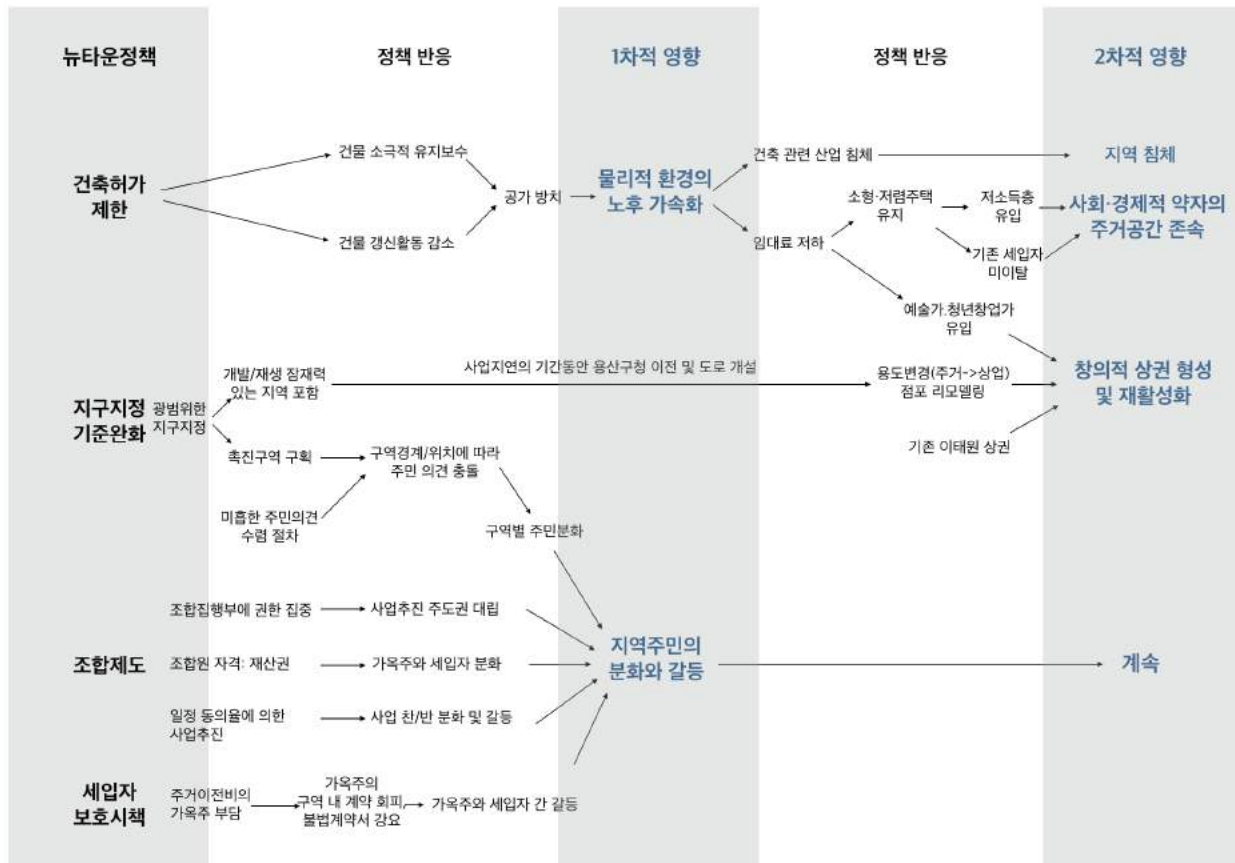 뉴타운정책
정책 반응
1차적 영향
정책 반응
2차적 영향
건축허가
제한
건물 소극적 유지보수
건물 갱신활동 감소
공가 방치
물리적 환경의
노후 가속화
건축 관련 산업 침체
임대료 저하
소형·저렴주택
유지
저소득층
유입
기존 세입자
미이탈
예술가.청년창업가
유입
지역 침체
사회·경제적 약자의
주거공간 존속
지구지정
기준완화
광범위한
지구지정
개발/재생 잠재력
있는 지역 포함
사업지연의 기간동안 용산구청 이전 및 도로 개설
용도변경(주거->상업)
점포 리모델링
창의적 상권 형성
및 재활성화
기존 이태원 상권
촉진구역 구획
구역경계/위치에 따라
주민 의견 충돌
미흡한 주민의견
수렴 절차
구역별 주민분화
조합제도
조합집행부에 권한 집중
사업추진 주도권 대립
조합원 자격: 재산권
가옥주와 세입자 분화
일정 동의율에 의한
사업추진
사업 찬/반 분화 및 갈등
지역주민의
분화와 갈등
계속
세입자
보호시책
주거이전비의
가옥주 부담
가옥주의
구역 내 계약 회피,
불법계약서 강요
가옥주와 세입자 간 갈등